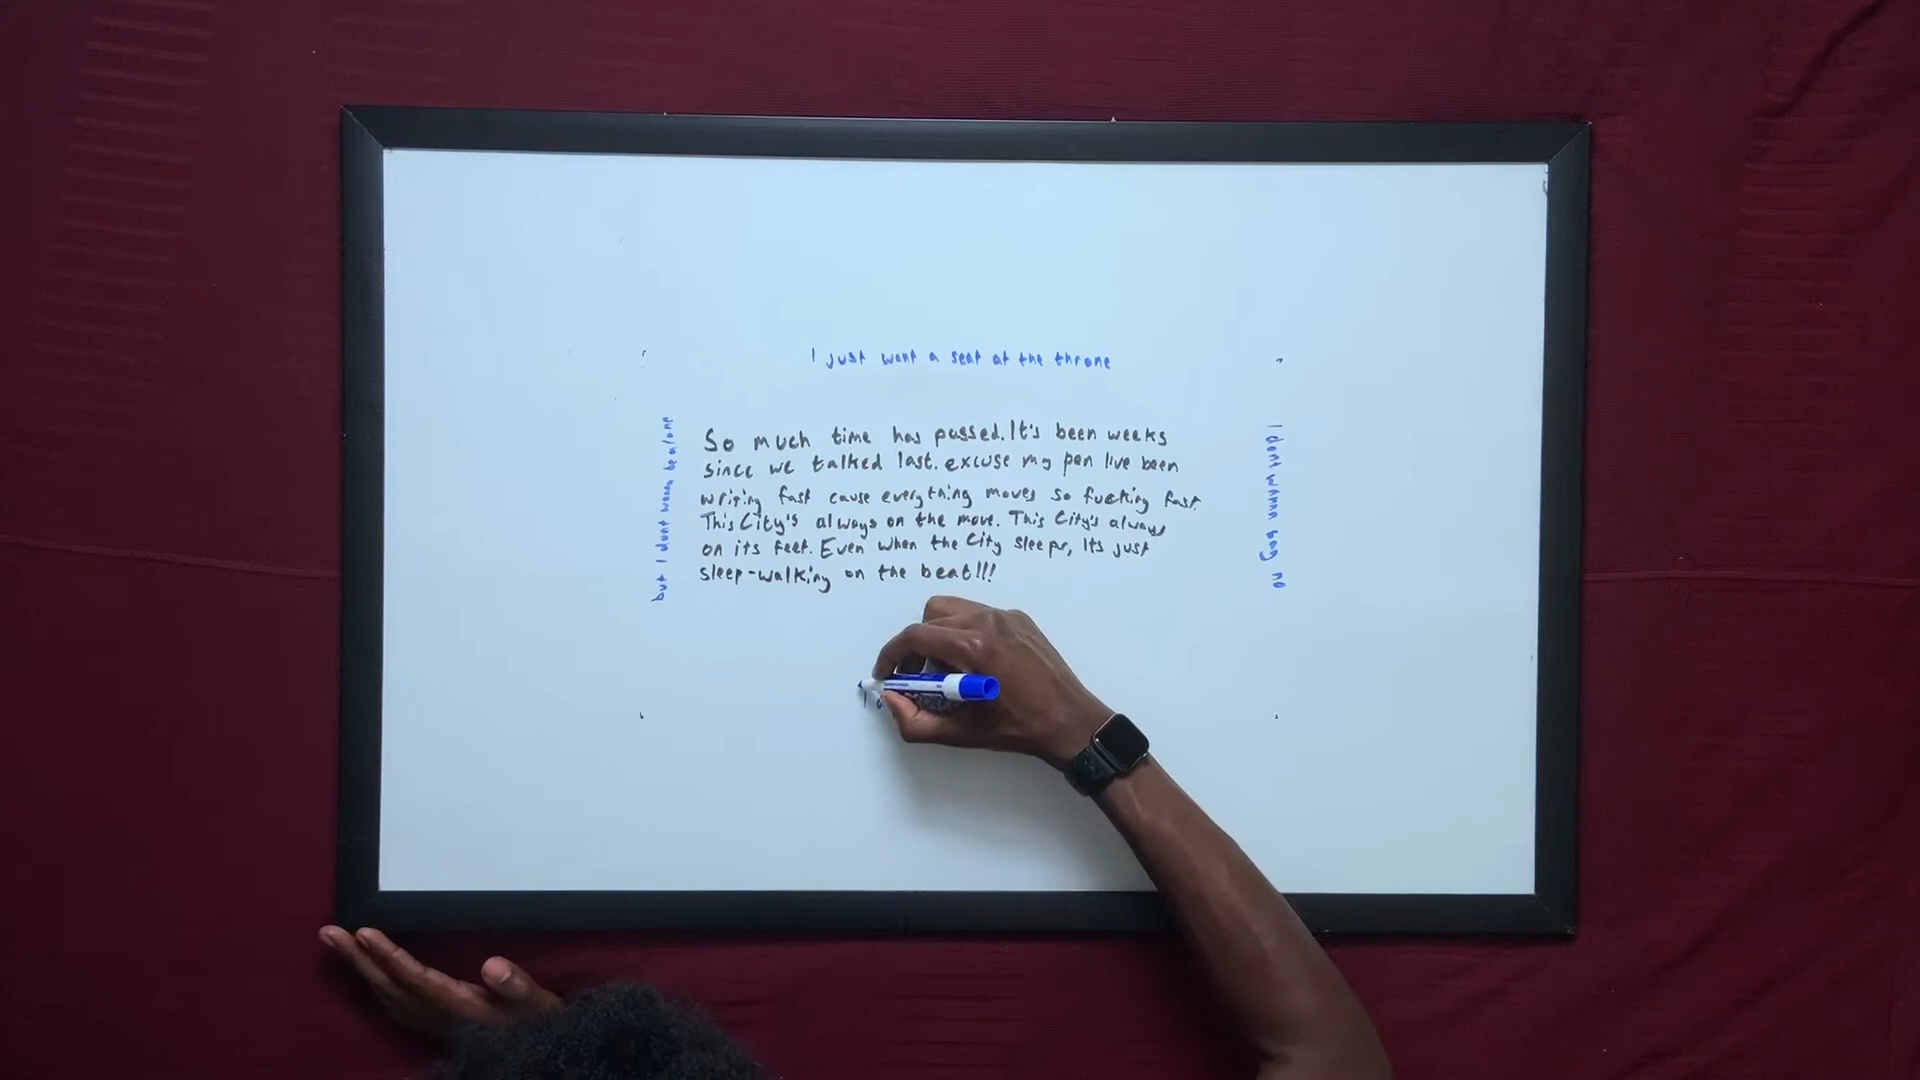 I just want a seat at the throne
but I dont wanna be alone
So much time has passed. It's been weeks
since we talked last. excuse my pen I've been
writing fast cause everything moves so fucking fast.
This City's always on the move. This City's always
on its feet. Even when the City sleeps, Its just
sleep-walking on the beat!!!
I dont wanna beg no